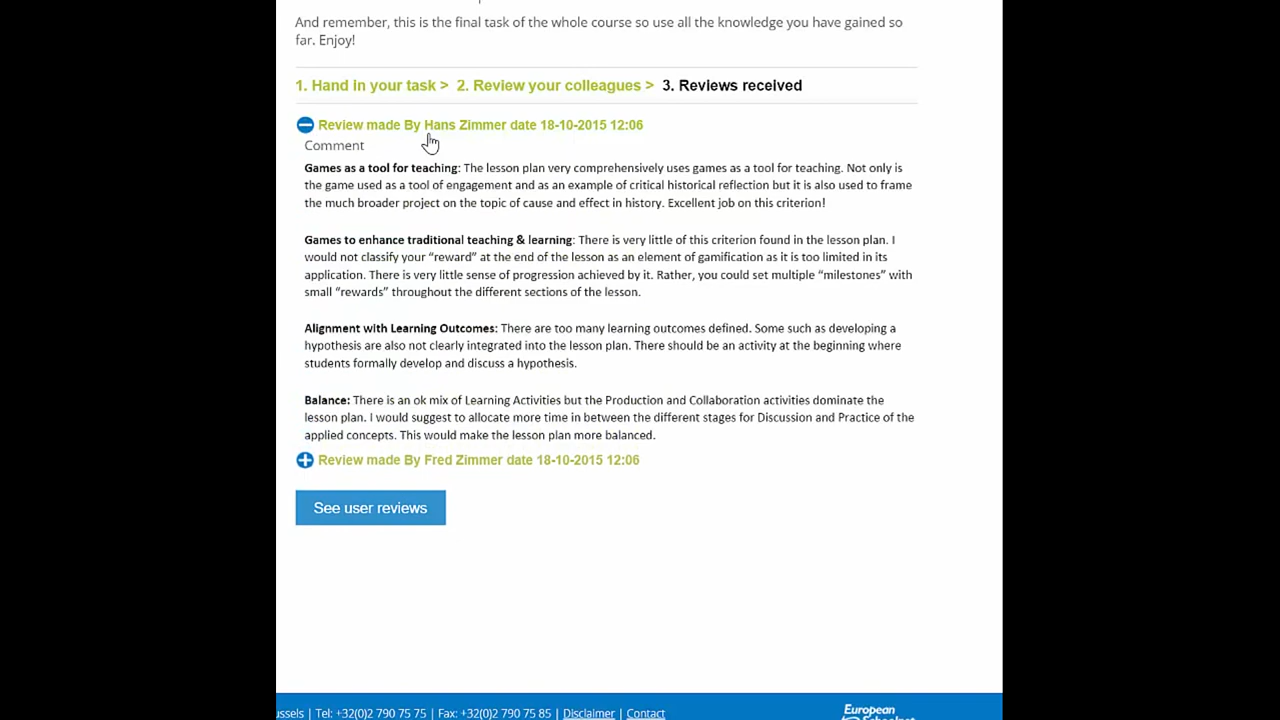 And remember, this is the final task of the whole course so use all the knowledge you have gained so
far. Enjoy!
1. Hand in your task > 2. Review your colleagues > 3. Reviews received
Review made By Hans Zimmer date 18-10-2015 12:06
Comment
Games as a tool for teaching: The lesson plan very comprehensively uses games as a tool for teaching. Not only is
the game used as a tool of engagement and as an example of critical historical reflection but it is also used to frame
the much broader project on the topic of cause and effect in history. Excellent job on this criterion!
Games to enhance traditional teaching & learning: There is very little of this criterion found in the lesson plan. I
would not classify your “reward” at the end of the lesson as an element of gamification as it is too limited in its
application. There is very little sense of progression achieved by it. Rather, you could set multiple “milestones” with
small “rewards” throughout the different sections of the lesson.
Alignment with Learning Outcomes: There are too many learning outcomes defined. Some such as developing a
hypothesis are also not clearly integrated into the lesson plan. There should be an activity at the beginning where
students formally develop and discuss a hypothesis.
Balance: There is an ok mix of Learning Activities but the Production and Collaboration activities dominate the
lesson plan. I would suggest to allocate more time in between the different stages for Discussion and Practice of the
applied concepts. This would make the lesson plan more balanced.
Review made By Fred Zimmer date 18-10-2015 12:06
See user reviews
| Tel: +32(0)2 790 75 75 | Fax: +32(0)2 790 75 85 | Disclaimer | Contact
European